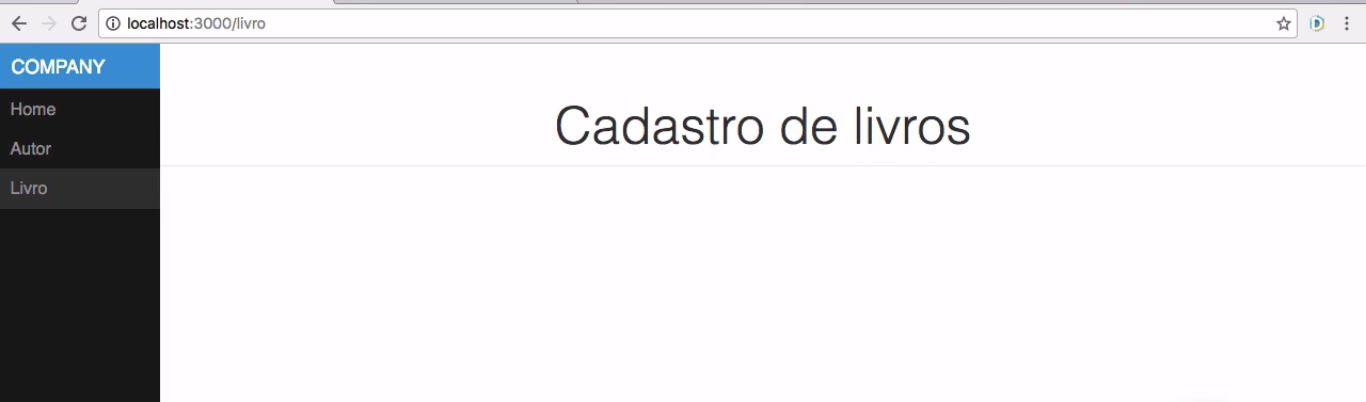 localhost:3000/livro
COMPANY
Home
Autor
Livro
Cadastro de livros